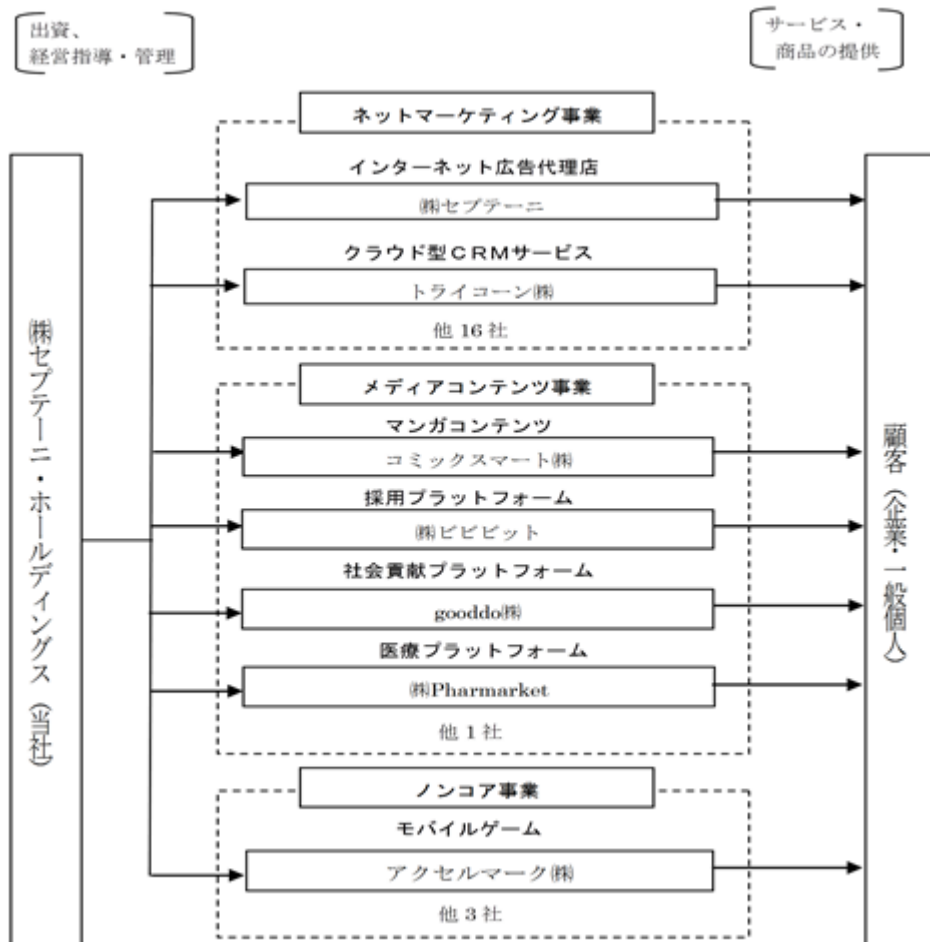 出資、
経営指導・管理
サービス・
商品の提供
㈱セプテーニ・ホールディングス（当社）
ネットマーケティング事業
インターネット広告代理店
㈱セプテーニ
クラウド型ＣＲＭサービス
トライコーン㈱
他 16 社
メディアコンテンツ事業
マンガコンテンツ
コミックスマート㈱
採用プラットフォーム
㈱ビビビット
社会貢献プラットフォーム
gooddo㈱
医療プラットフォーム
㈱Pharmarket
他 1 社
ノンコア事業
モバイルゲーム
アクセルマーク㈱
他 3 社
顧客（企業・一般個人）